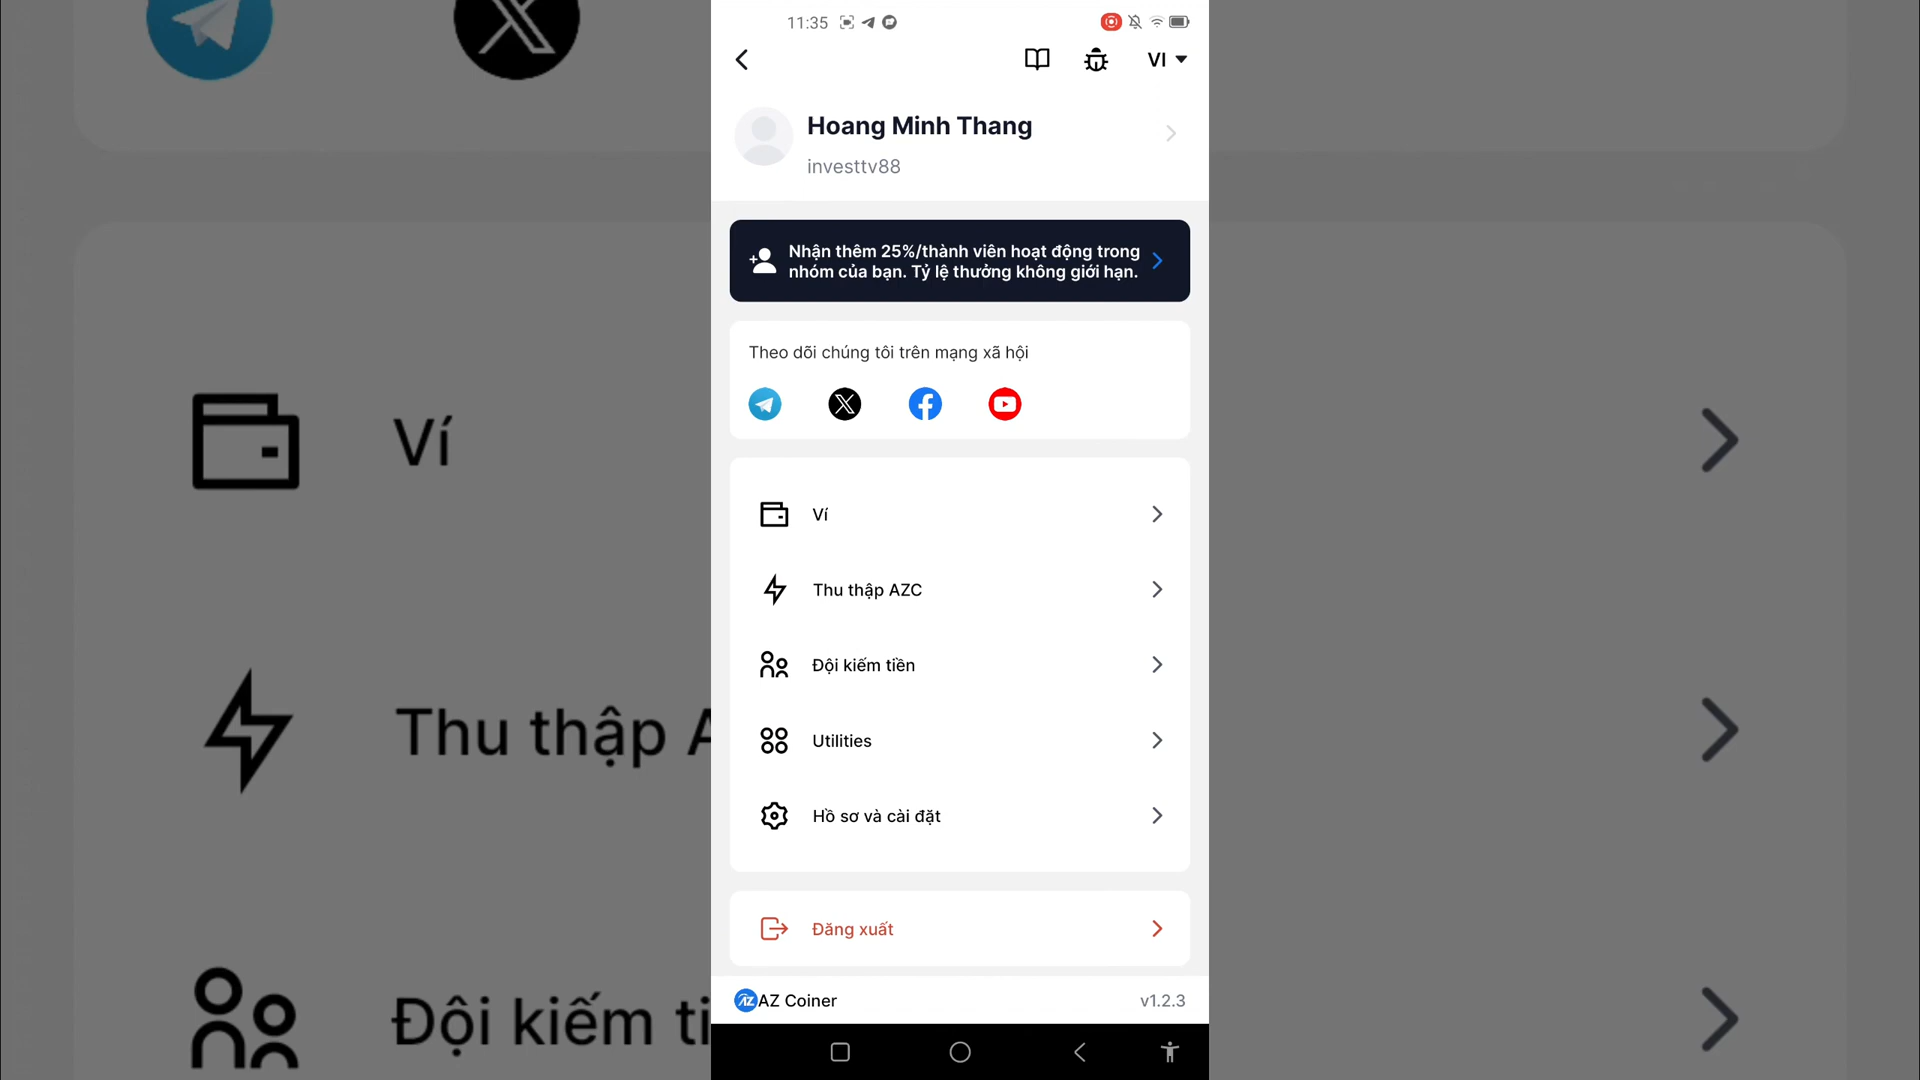 11:35
VI
Hoang Minh Thang
investtv88
Nhận thêm 25%/thành viên hoạt động trong
nhóm của bạn. Tỷ lệ thưởng không giới hạn.
Theo dõi chúng tôi trên mạng xã hội
Ví
Thu thập AZC
Đội kiếm tiền
Utilities
Hồ sơ và cài đặt
Đăng xuất
AZ Coiner
v1.2.3
Ví
Thu thập A
Đội kiếm ti